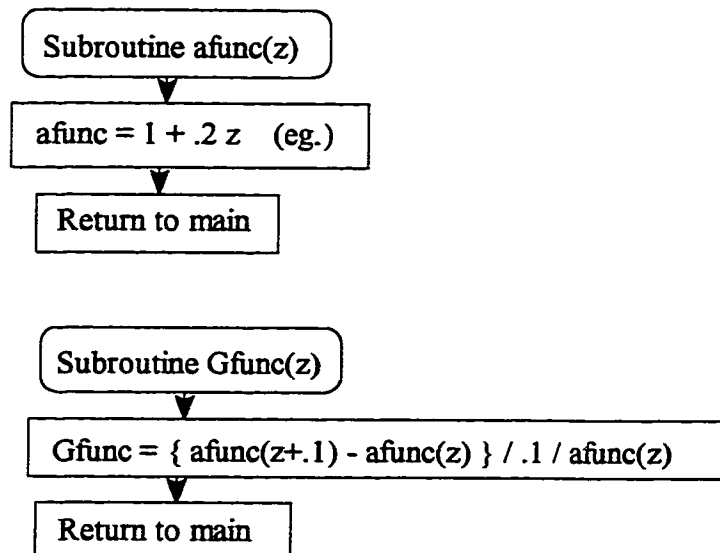 Subroutine afunc(z)
afunc = 1 + .2 z (eg.)
Return to main
Subroutine Gfunc(z)
Gfunc = { afunc(z+.1) - afunc(z) } / .1 / afunc(z)
Return to main